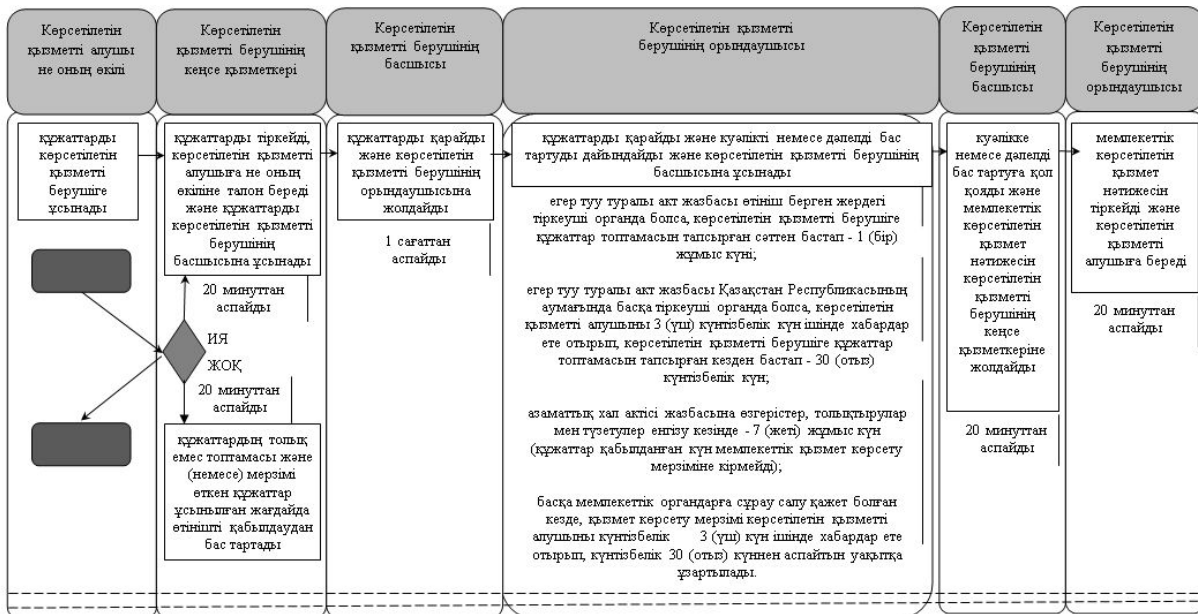 Көрсетілетін
қызметті алушы
не оның өкілі
Көрсетілетін
қызметті берушінің
кеңсе қызметкері
Көрсетілетін
қызметті берушінің
басшысы
Көрсетілетін қызметті
берушінің орындаушысы
Көрсетілетін
қызметті
берушінің
басшысы
Көрсетілетін
қызметті
берушінің
орындаушысы
құжаттарды
көрсетілетін
қызметті
берушіге
ұсынады
құжаттарды тіркейді,
көрсетілетін қызметті
алушыға не оның
өкіліне талон береді
және құжаттарды
көрсетілетін қызметті
берушінің
басшысына ұсынады
20 минуттан
аспайды
ИЯ
ЖОҚ
20 минуттан
аспайды
құжаттардың толық
емес топтамасы және
(немесе) мерзімі
өткен құжаттар
ұсынылған жағдайда
өтінішті қабылдаудан
бас тартады
құжаттарды қарайды
және көрсетілетін
қызметті берушінің
орындаушысына
жолдайды
1 сағаттан
аспайды
құжаттарды қарайды және куәлікті немесе дәлелді бас
тартуды дайындайды және көрсетілетін қызметті берушінің
басшысына ұсынады
егер туу туралы акт жазбасы өтініш берген жердегі
тіркеуші органда болса, көрсетілетін қызметті берушіге
құжаттар топтамасын тапсырған сәттен бастап - 1 (бір)
жұмыс күні;
егер туу туралы акт жазбасы Қазақстан Республикасының
аумағында басқа тіркеуші органда болса, көрсетілетін
қызметті алушыны 3 (үш) күнтізбелік күн ішінде хабардар
ете отырып, көрсетілетін қызметті берушіге құжаттар
топтамасын тапсырған кезден бастап - 30 (отыз)
күнтізбелік күн;
азаматтық хал актісі жазбасына өзгерістер, толықтырулар
мен түзетулер енгізу кезінде - 7 (жеті) жұмыс күн
(құжаттар қабылданған күн мемлекеттік қызмет көрсету
мерзіміне кірмейді);
басқа мемлекеттік органдарға сұрау салу қажет болған
кезде, қызмет көрсету мерзімі көрсетілетін қызметті
алушыны күнтізбелік 3 (үш) күн ішінде хабардар ете
отырып, күнтізбелік 30 (отыз) күннен аспайтын уақытқа
ұзартылады.
куәлікке
немесе дәлелді
бас тартуға қол
қояды және
мемлекеттік
көрсетілетін
қызмет
нәтижесін
көрсетілетін
қызметті
берушінің
кеңсе
қызметкеріне
жолдайды
20 минуттан
аспайды
мемлекеттік
көрсетілетін
қызмет
нәтижесін
тіркейді және
көрсетілетін
қызметті
алушыға береді
20 минуттан
аспайды